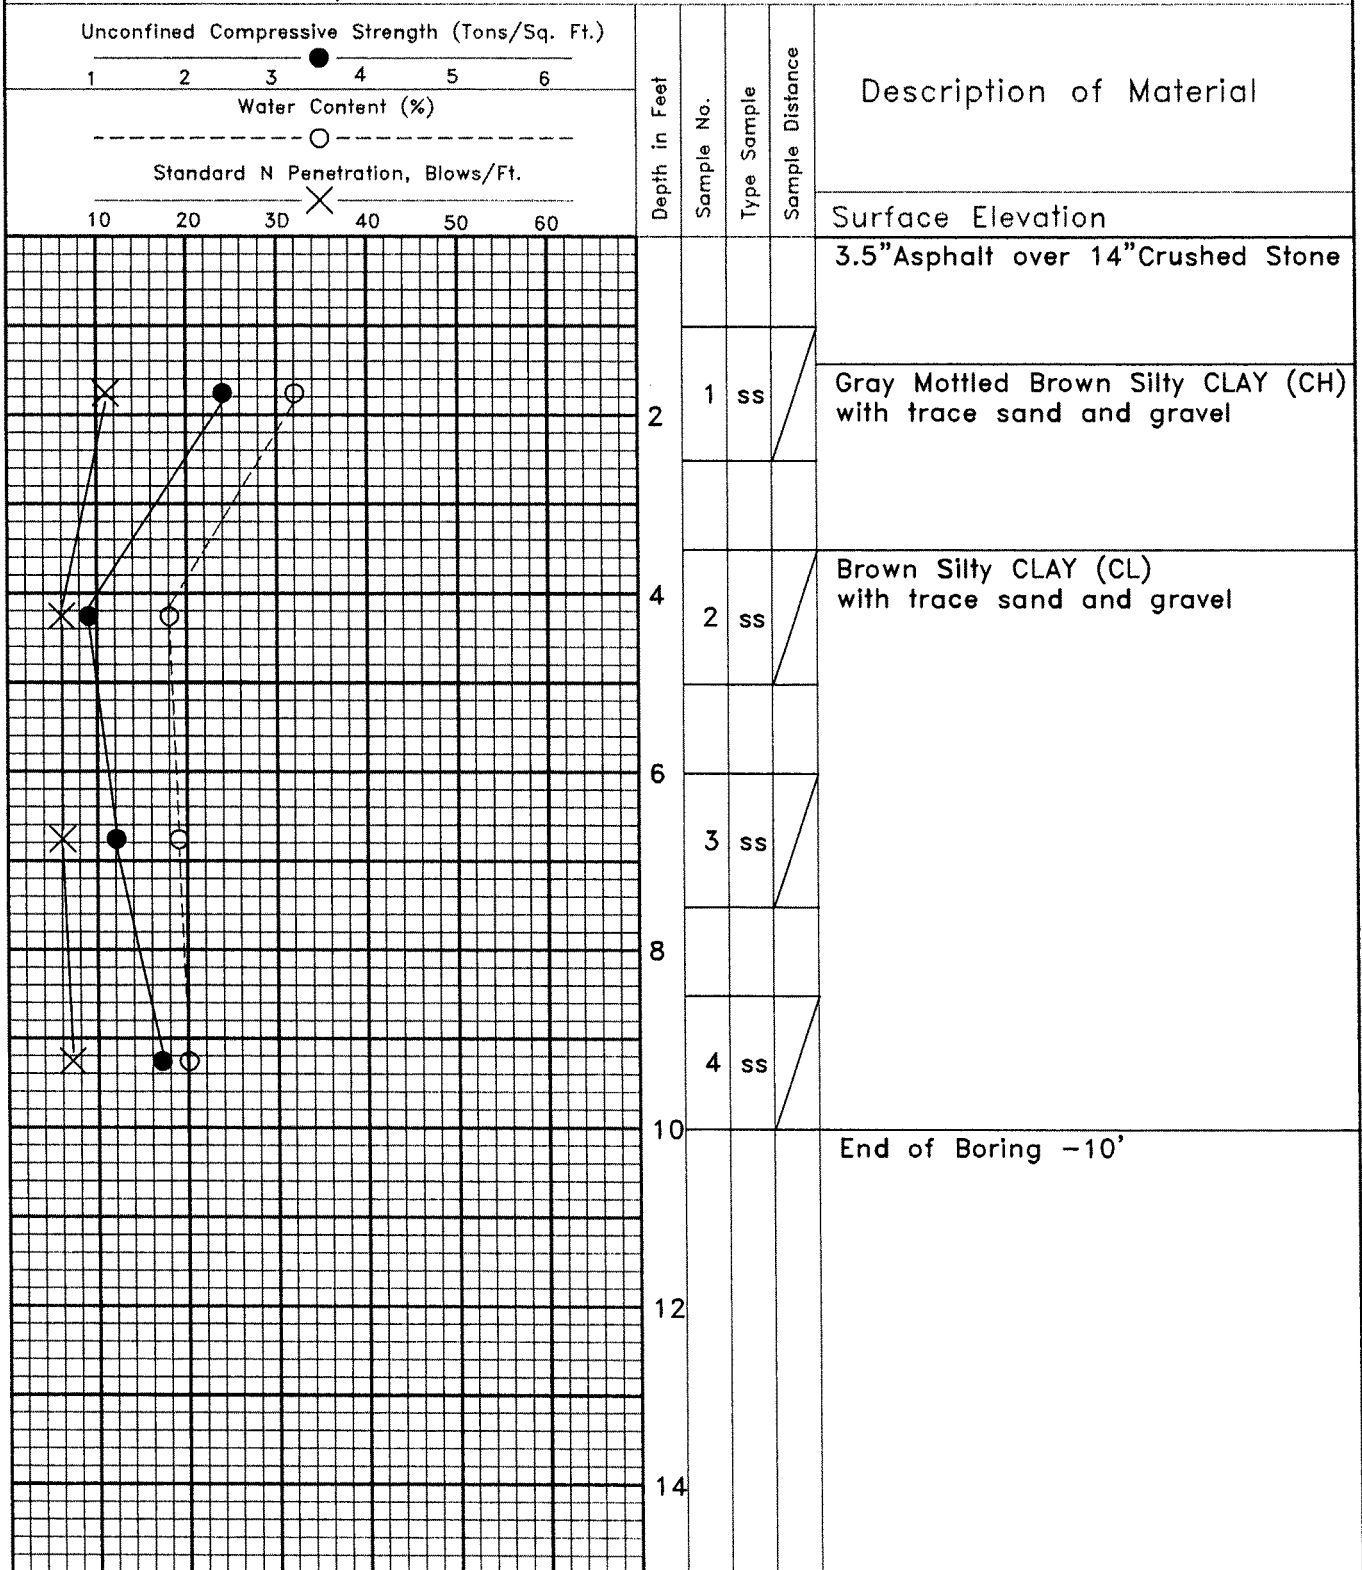 Unconfined Compressive Strength (Tons/Sq. Ft.)
1 2 3 4 5 6
Water Content (%)
Standard N Penetration, Blows/Ft.
10 20 30 40 50 60
Depth in Feet
Sample No.
Type Sample
Sample Distance
Description of Material
Surface Elevation
3.5"Asphalt over 14"Crushed Stone
1 ss
Gray Mottled Brown Silty CLAY (CH)
with trace sand and gravel
2
Brown Silty CLAY (CL)
with trace sand and gravel
4
2 ss
6
3 ss
8
4 ss
10
End of Boring -10'
12
14